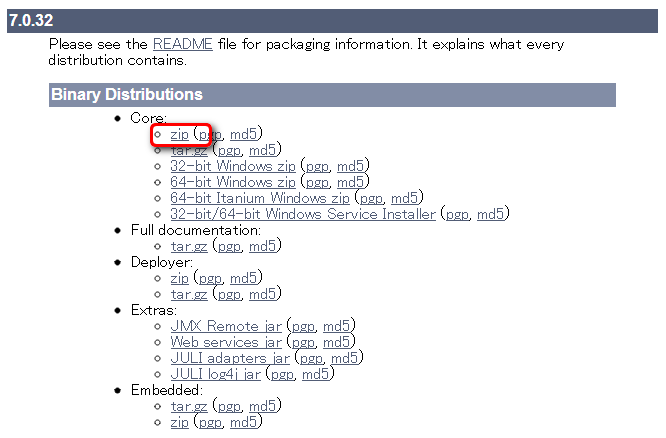 7.0.32
Please see the README file for packaging information. It explains what every
distribution contains.
Binary Distributions
Core:
zip (pgp, md5)
tar.gz (pgp, md5)
32-bit Windows zip (pgp, md5)
64-bit Windows zip (pgp, md5)
64-bit Itanium Windows zip (pgp, md5)
32-bit/64-bit Windows Service Installer (pgp, md5)
Full documentation:
tar.gz (pgp, md5)
Deployer:
zip (pgp, md5)
tar.gz (pgp, md5)
Extras:
JMX Remote jar (pgp, md5)
Web services jar (pgp, md5)
JULI adapters jar (pgp, md5)
JULI log4j jar (pgp, md5)
Embedded:
tar.gz (pgp, md5)
zip (pgp, md5)